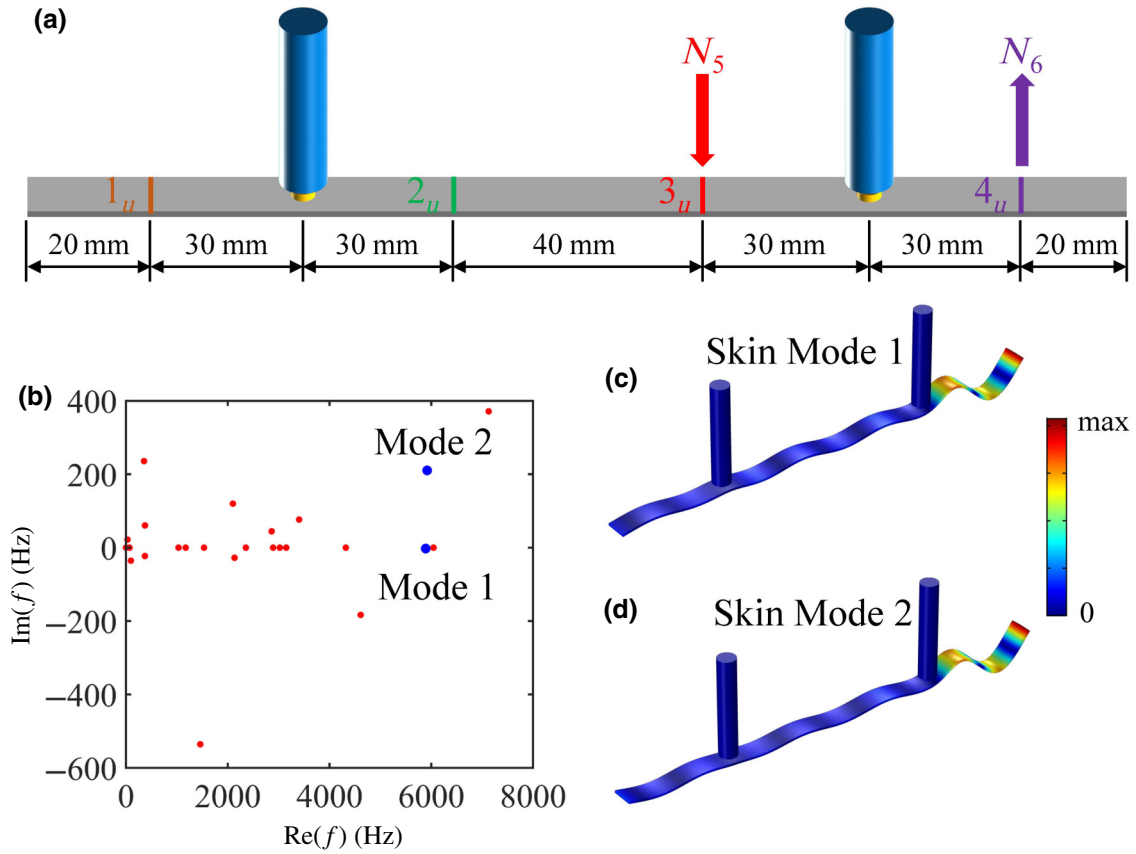 (a)
N5 N6
1u 2u 3u 4u
20 mm 30 mm 30 mm 40 mm 30 mm 30 mm 20 mm
(b)
400
200
0
−200
−400
−600
0 2000 4000 6000 8000
Im(f) (Hz)
Re(f) (Hz)
Mode 2
Mode 1
(c)
Skin Mode 1
max
0
(d)
Skin Mode 2